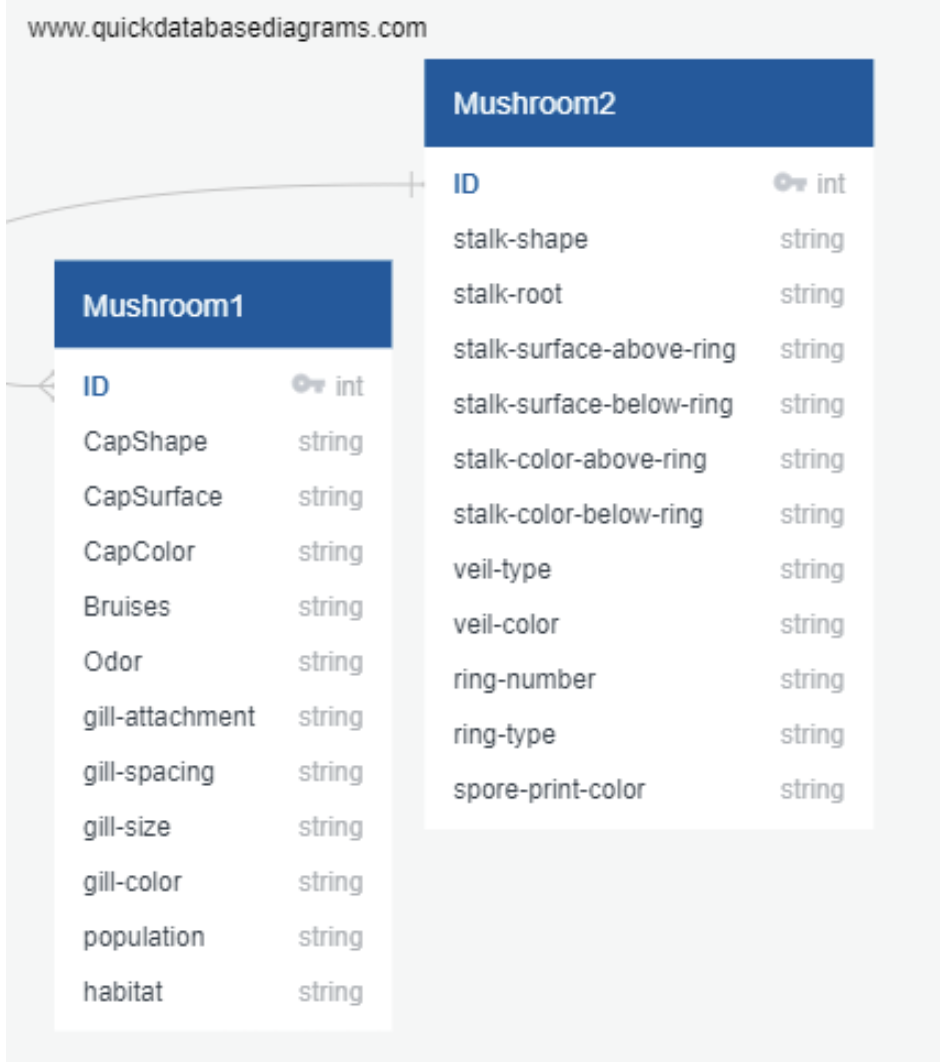 www.quickdatabasediagrams.com
Mushroom2
ID int
stalk-shape string
stalk-root string
stalk-surface-above-ring string
stalk-surface-below-ring string
stalk-color-above-ring string
stalk-color-below-ring string
veil-type string
veil-color string
ring-number string
ring-type string
spore-print-color string
Mushroom1
ID int
CapShape string
CapSurface string
CapColor string
Bruises string
Odor string
gill-attachment string
gill-spacing string
gill-size string
gill-color string
population string
habitat string